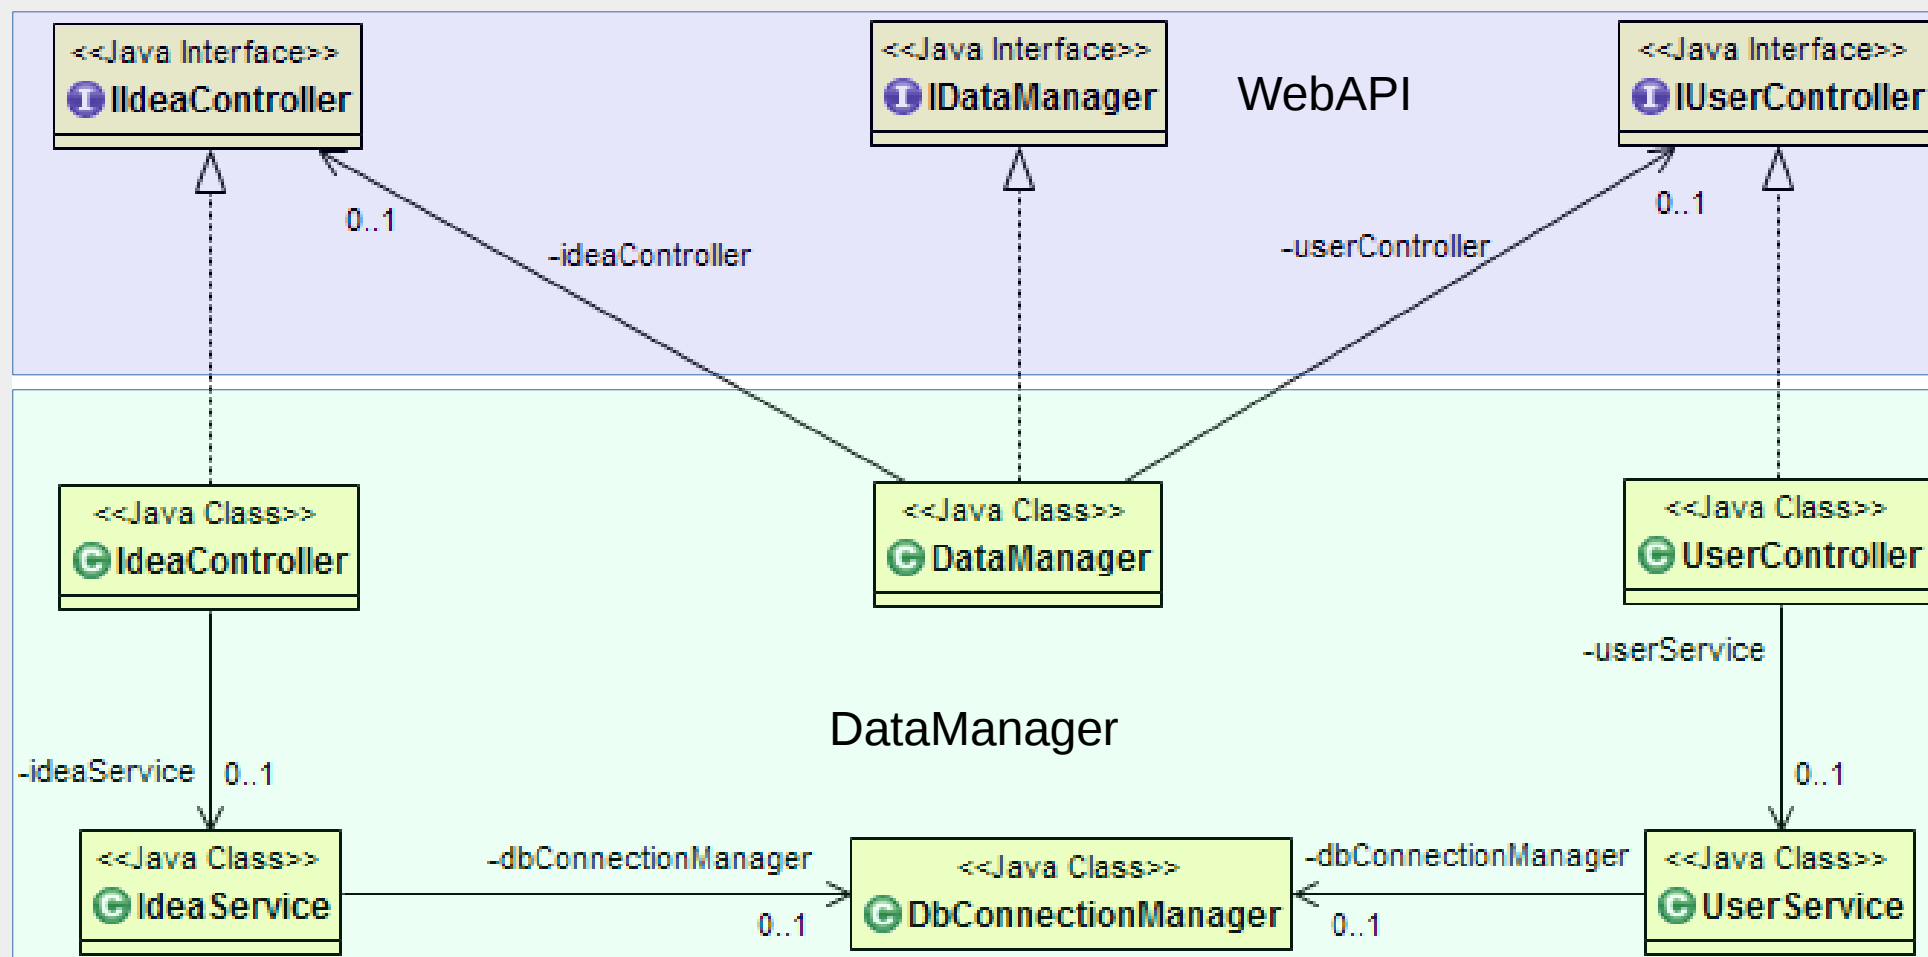 <<Java Interface>>
IIdeaController
<<Java Interface>>
IDataManager
WebAPI
<<Java Interface>>
IUserController
0..1
-ideaController
-userController
0..1
<<Java Class>>
IdeaController
<<Java Class>>
DataManager
<<Java Class>>
UserController
-userService
DataManager
-ideaService
0..1
0..1
<<Java Class>>
IdeaService
-dbConnectionManager
0..1
<<Java Class>>
DbConnectionManager
-dbConnectionManager
0..1
<<Java Class>>
UserService